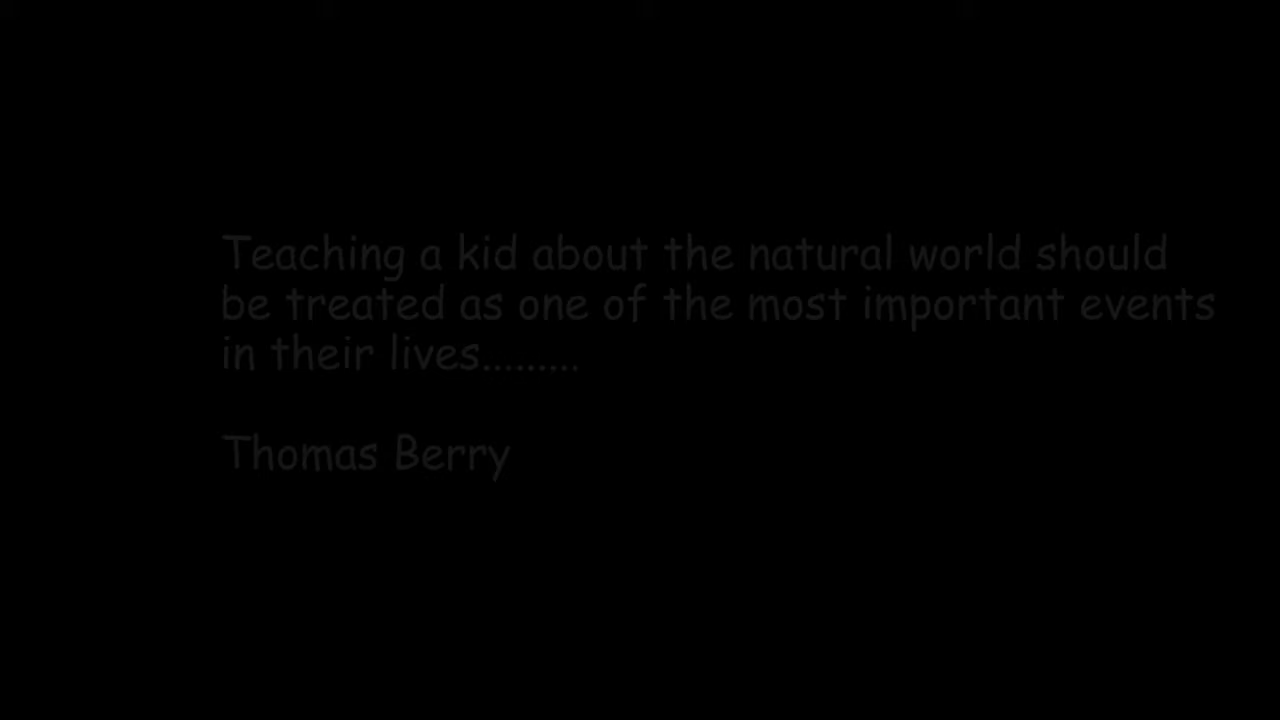 Teaching a kid about the natural world should
be treated as one of the most important events
in their lives.........
Thomas Berry